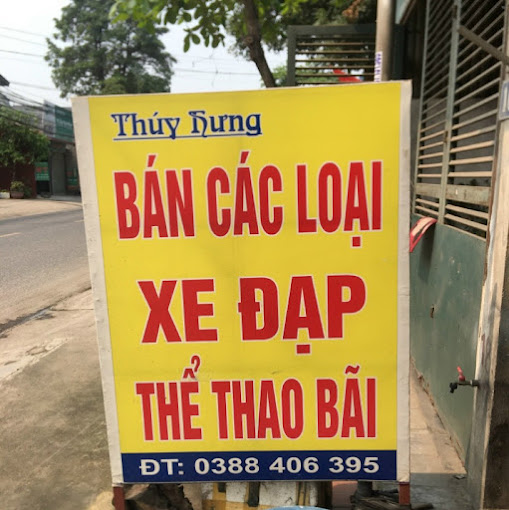 Thúy Hưng
BÁN CÁC LOẠI
XE ĐẠP
THỂ THAO BÃI
ĐT: 0388 406 395